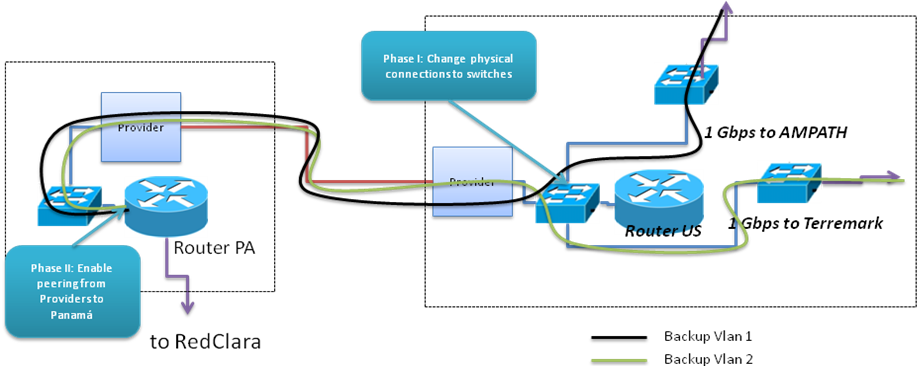 Phase I: Change physical
connections to switches
Provider
1 Gbps to AMPATH
Provider
Router US
1 Gbps to Terremark
Router PA
Phase II: Enable
peering from
Providers to
Panamá
to RedClara
Backup Vlan 1
Backup Vlan 2